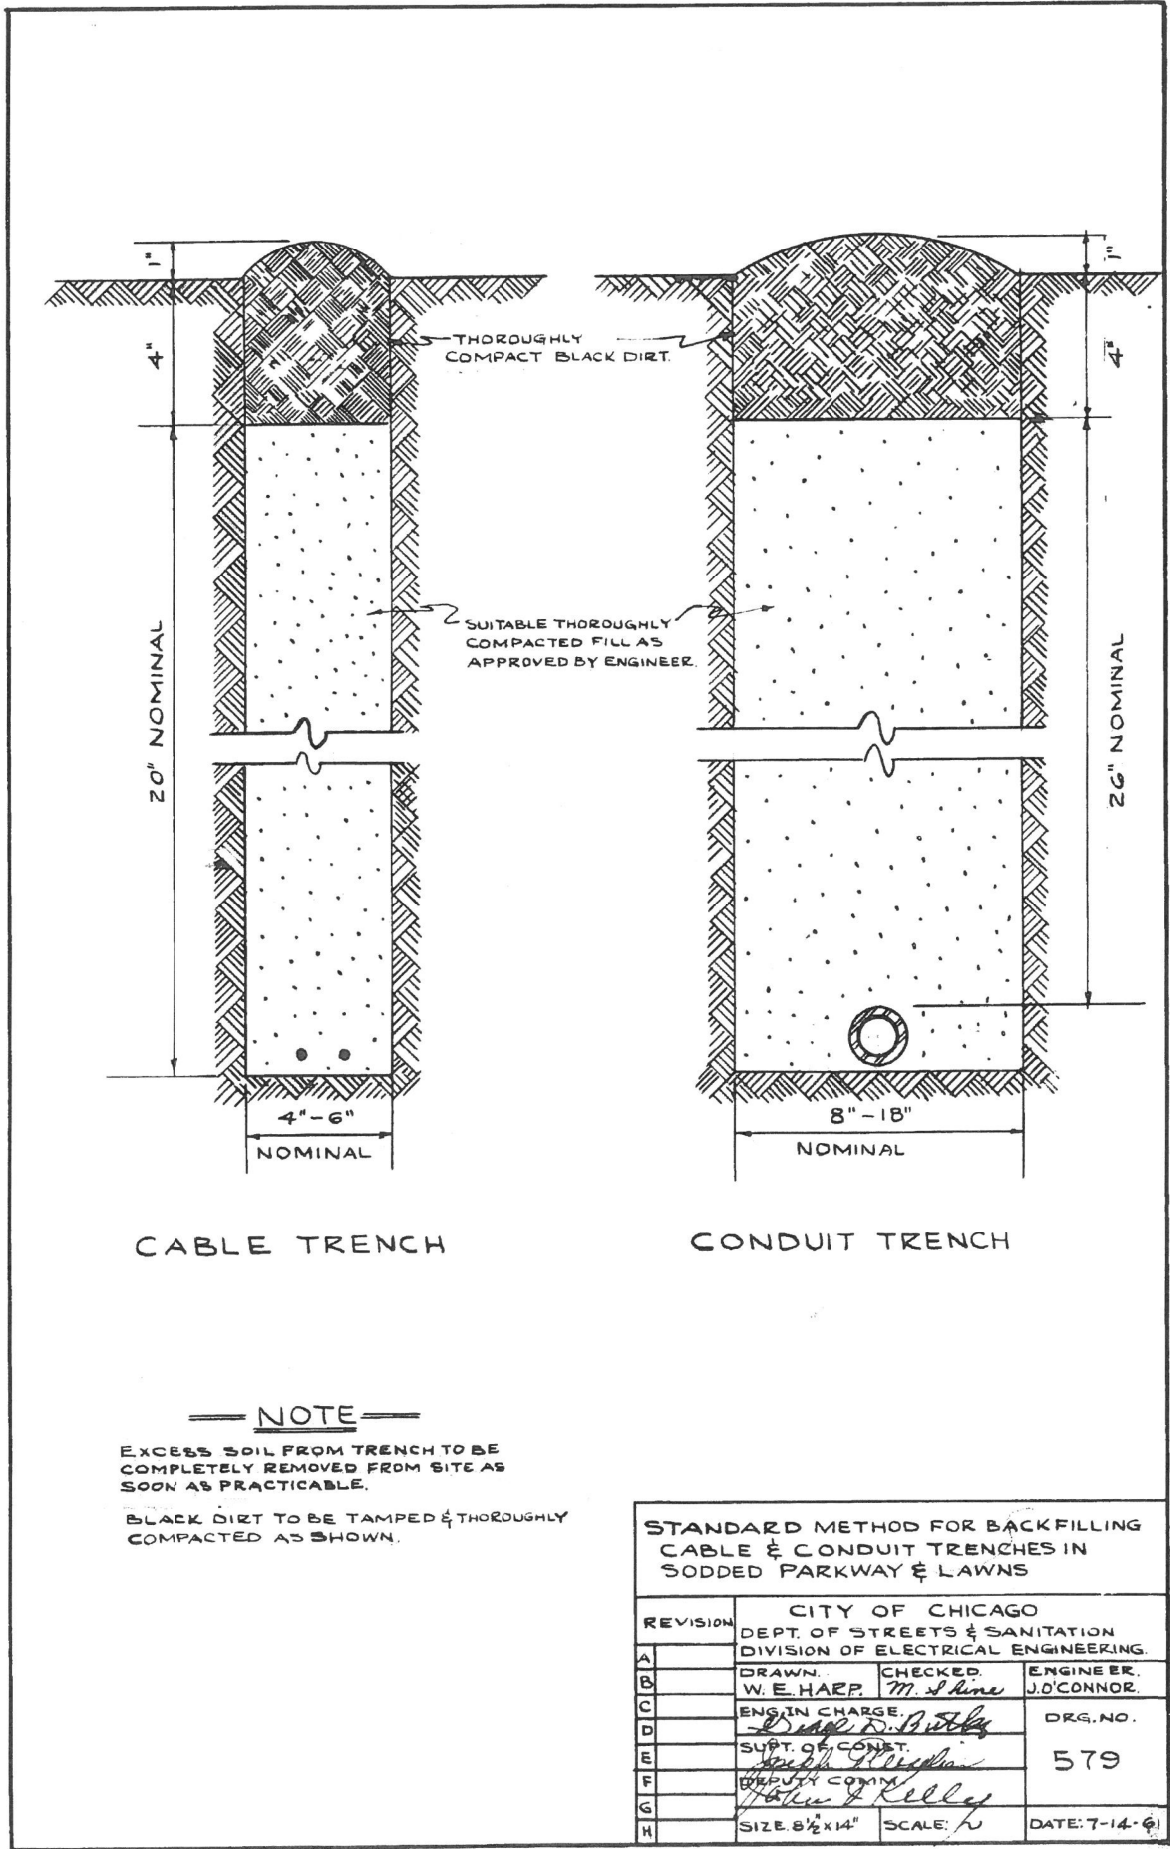 1"
1"
4"
THOROUGHLY
COMPACT BLACK DIRT.
4"
20" NOMINAL
SUITABLE THOROUGHLY
COMPACTED FILL AS
APPROVED BY ENGINEER.
26" NOMINAL
4"-6"
NOMINAL
8"-18"
NOMINAL
CABLE TRENCH
CONDUIT TRENCH
NOTE
EXCESS SOIL FROM TRENCH TO BE
COMPLETELY REMOVED FROM SITE AS
SOON AS PRACTICABLE.
BLACK DIRT TO BE TAMPED & THOROUGHLY
COMPACTED AS SHOWN.
STANDARD METHOD FOR BACKFILLING
CABLE & CONDUIT TRENCHES IN
SODDED PARKWAY & LAWNS
REVISION
A
B
C
D
E
F
G
H
CITY OF CHICAGO
DEPT. OF STREETS & SANITATION
DIVISION OF ELECTRICAL ENGINEERING.
DRAWN.
W. E. HARP.
CHECKED.
M. Shine
ENGINEER.
J. O'CONNOR.
ENG. IN CHARGE.
SUPT. OF CONST.
Joseph
DEPUTY COMM.
John J Kelly
DRG. NO.
579
SIZE. 8½"x14"
SCALE:
DATE: 7-14-6